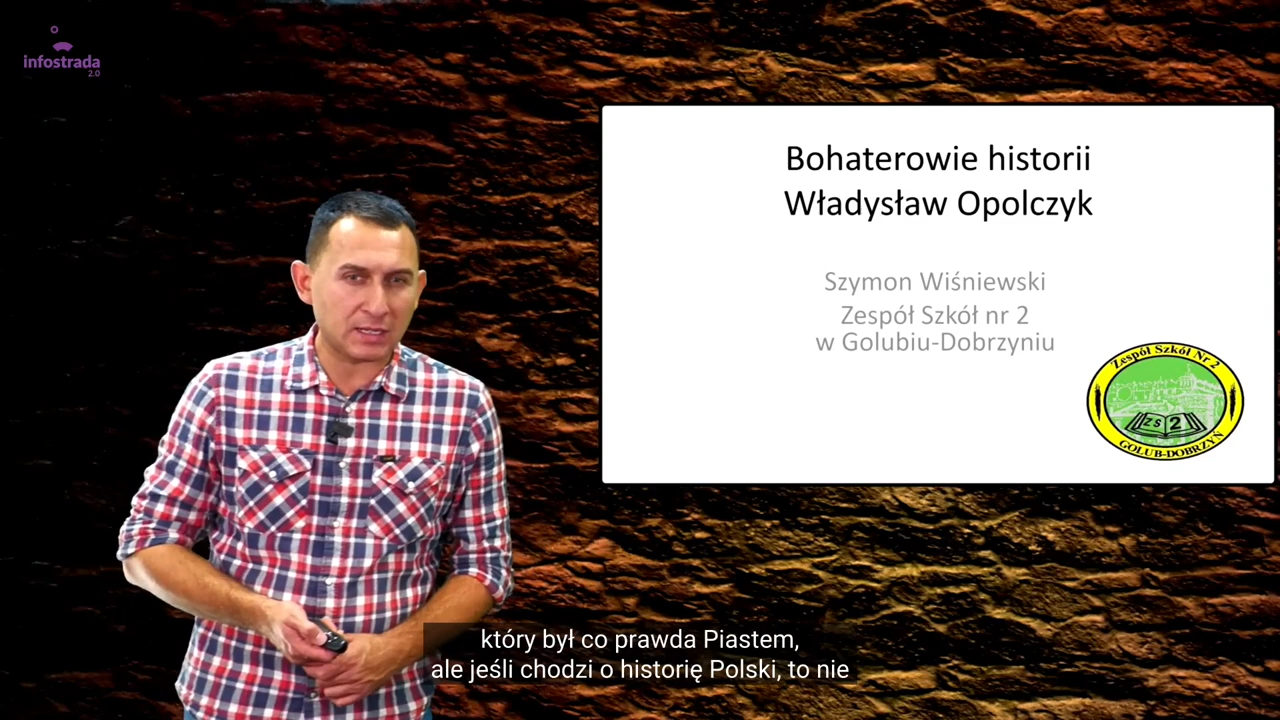 infostrada
2.0
Bohaterowie historii
Władysław Opolczyk
Szymon Wiśniewski
Zespół Szkół nr 2
w Golubiu-Dobrzyniu
Zespół Szkół Nr 2
ZS 2
GOLUB-DOBRZYŃ
który był co prawda Piastem,
ale jeśli chodzi o historię Polski, to nie